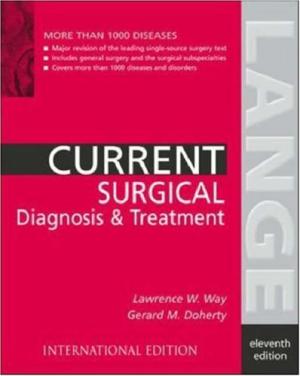 MORE THAN 1000 DISEASES
Major revision of the leading single-source surgery text
Includes general surgery and the surgical subspecialties
Covers more than 1000 diseases and disorders
LANGE
CURRENT
SURGICAL
Diagnosis & Treatment
Lawrence W. Way
Gerard M. Doherty
eleventh
edition
INTERNATIONAL EDITION